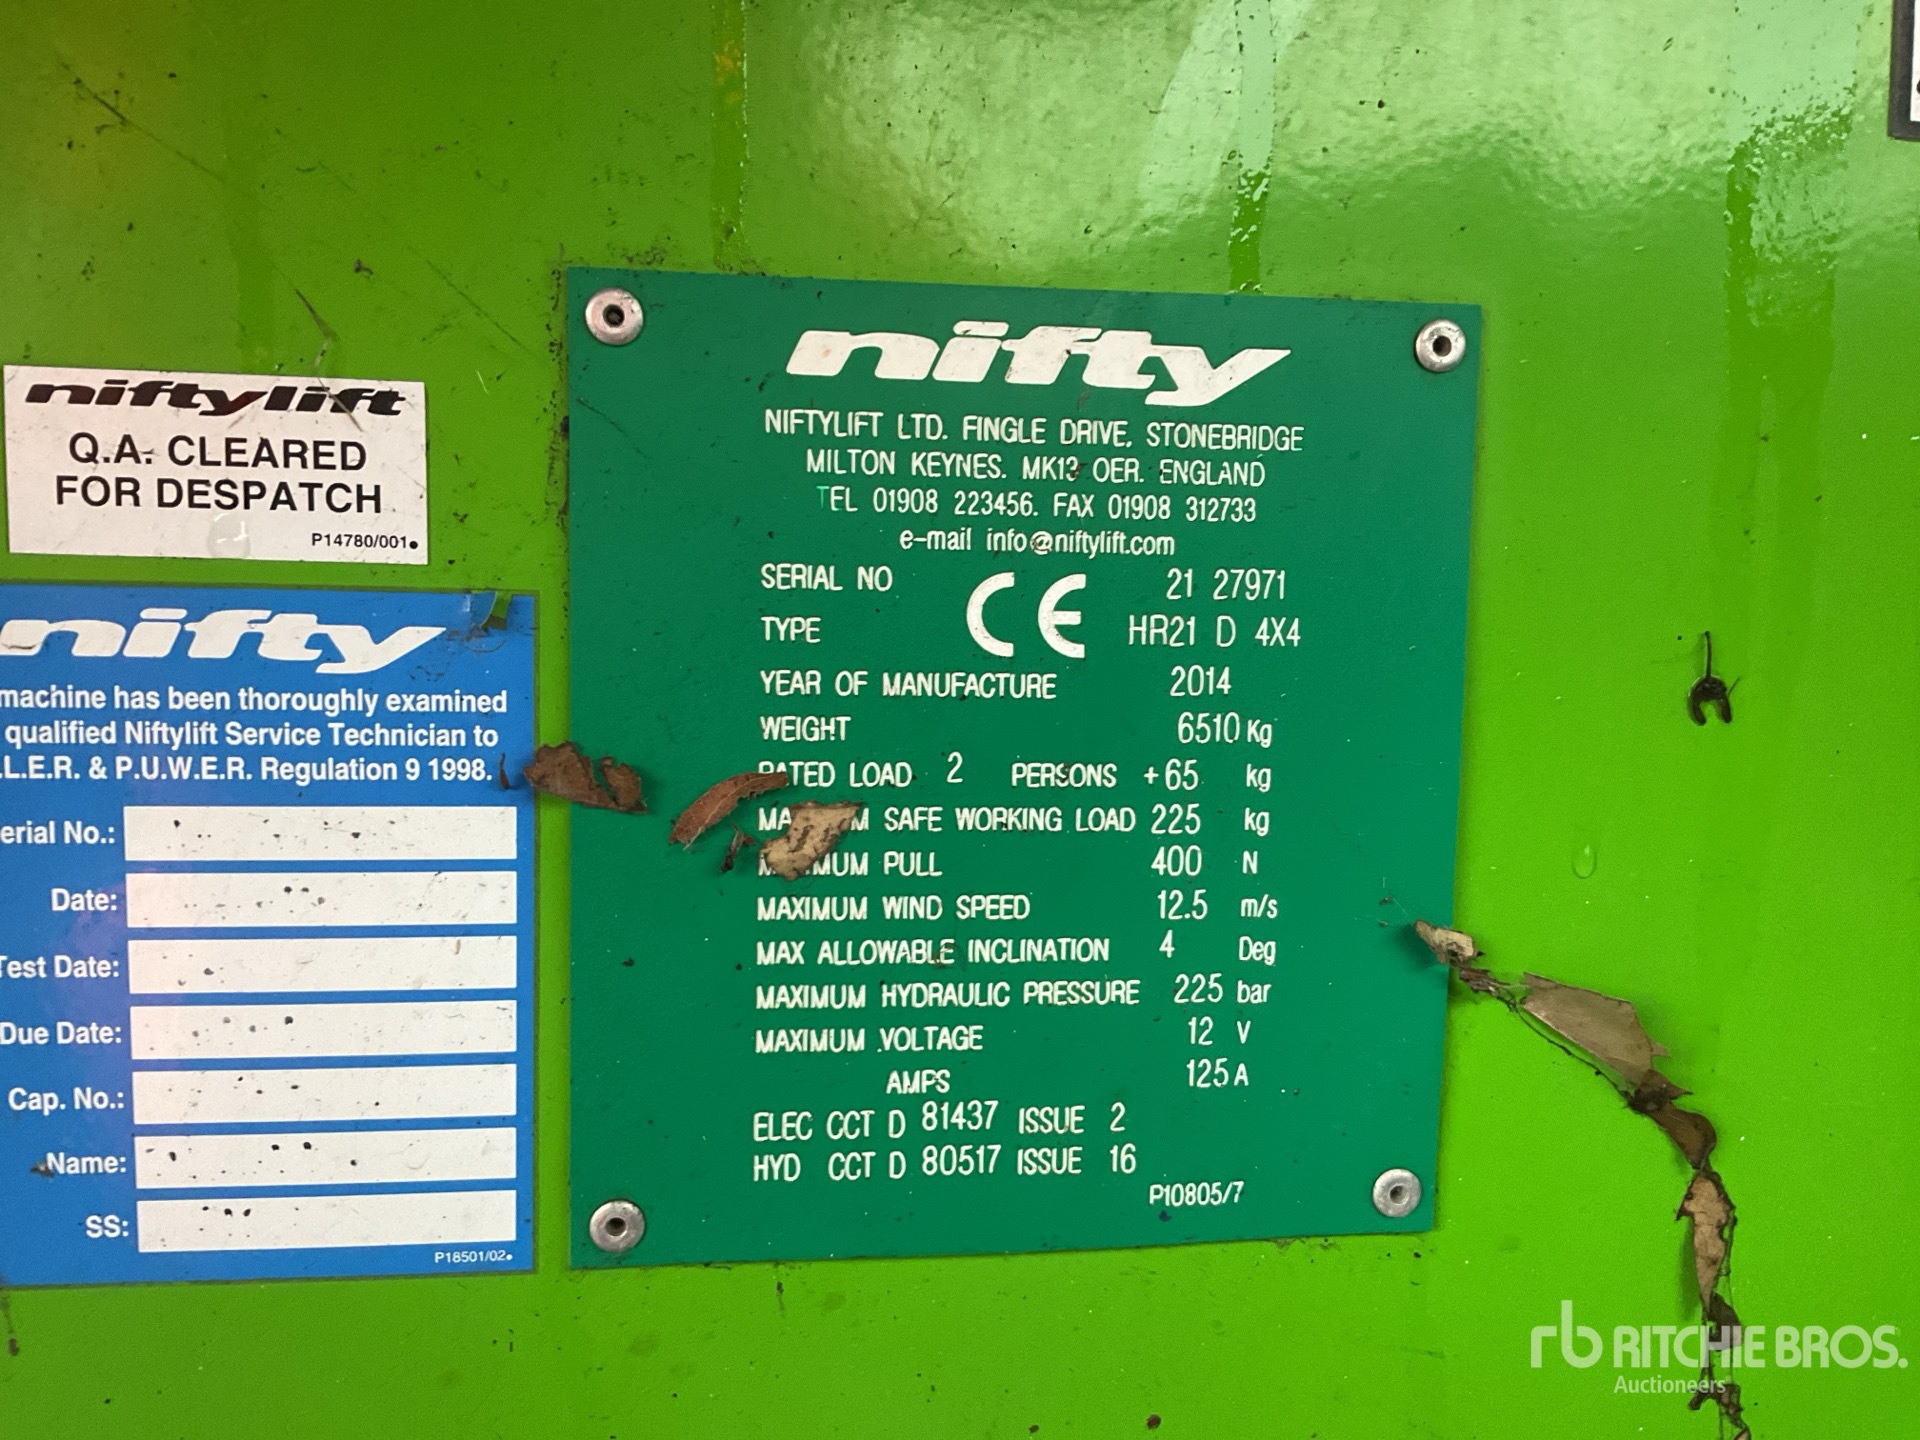 niftylift
Q.A. CLEARED
FOR DESPATCH
P14780/001
nifty
machine has been thoroughly examined
qualified Niftylift Service Technician to
.L.E.R. & P.U.W.E.R. Regulation 9 1998.
erial No.:
Date:
Test Date:
Due Date:
Cap. No.:
Name:
SS:
P18501/02
nifty
NIFTYLIFT LTD. FINGLE DRIVE, STONEBRIDGE
MILTON KEYNES. MK13 OER. ENGLAND
TEL 01908 223456. FAX 01908 312733
e-mail info@niftylift.com
SERIAL NO CE 21 27971
TYPE HR21 D 4X4
YEAR OF MANUFACTURE 2014
WEIGHT 6510 Kg
RATED LOAD 2 PERSONS +65 kg
SAFE WORKING LOAD 225 kg
PULL 400 N
MAXIMUM WIND SPEED 12.5 m/s
MAX ALLOWABLE INCLINATION 4 Deg
MAXIMUM HYDRAULIC PRESSURE 225 bar
MAXIMUM VOLTAGE 12 V
AMPS 125 A
ELEC CCT D 81437 ISSUE 2
HYD CCT D 80517 ISSUE 16
P10805/7
rb RITCHIE BROS.
Auctioneers